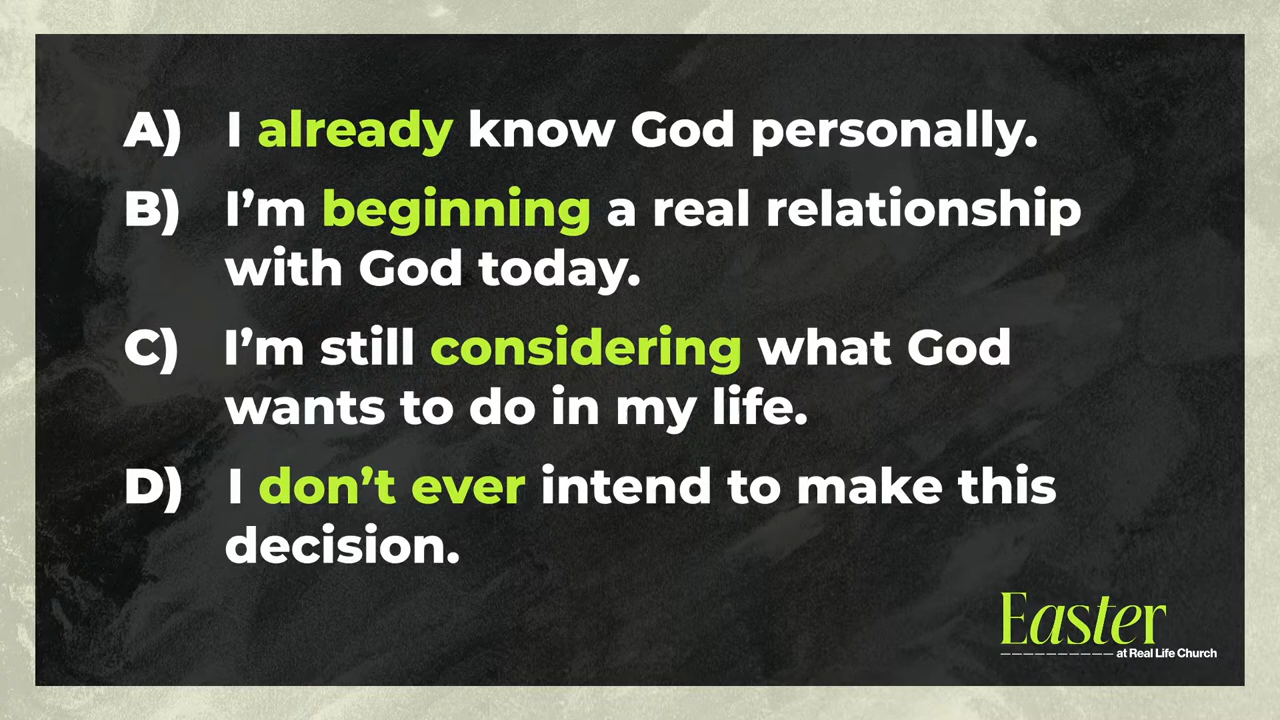 A) I already know God personally.
B) I’m beginning a real relationship
with God today.
C) I’m still considering what God
wants to do in my life.
D) I don’t ever intend to make this
decision.
Easter
at Real Life Church